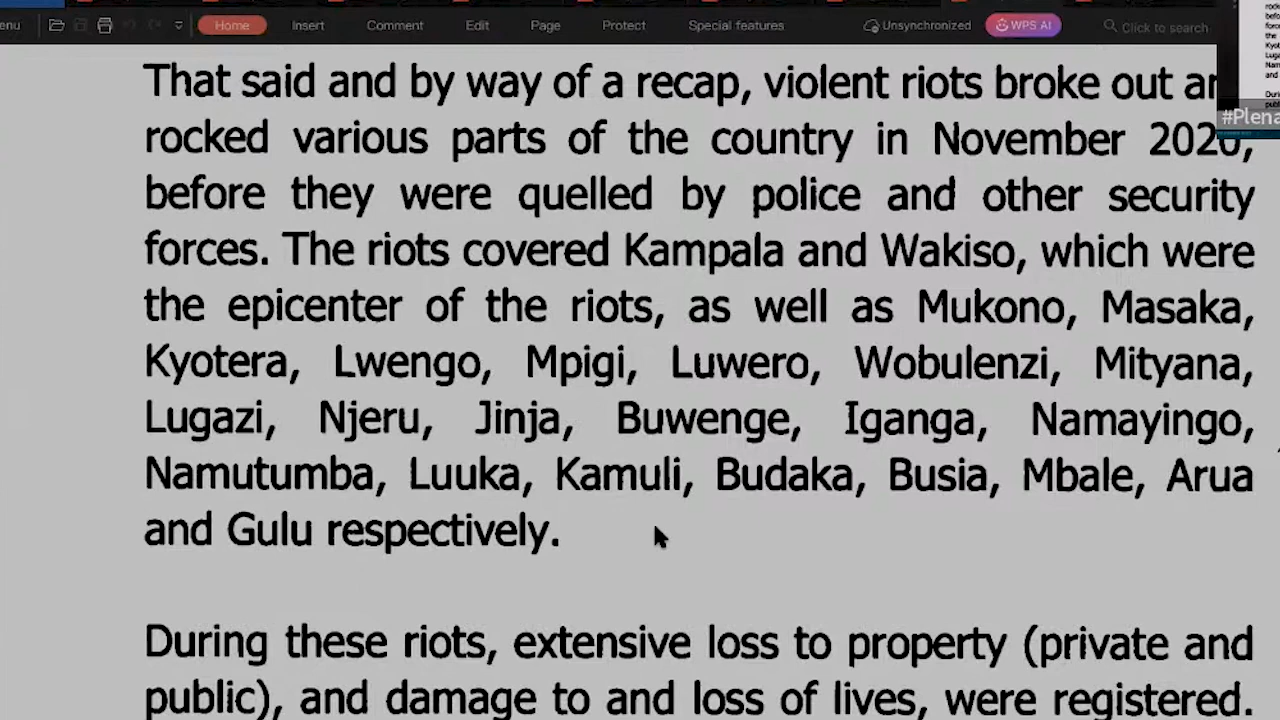 enu Home Insert Comment Edit Page Protect Special features Unsynchronized WPS AI Click to search
#Plena
That said and by way of a recap, violent riots broke out
rocked various parts of the country in November 2020,
before they were quelled by police and other security
forces. The riots covered Kampala and Wakiso, which were
the epicenter of the riots, as well as Mukono, Masaka,
Kyotera, Lwengo, Mpigi, Luwero, Wobulenzi, Mityana,
Lugazi, Njeru, Jinja, Buwenge, Iganga, Namayingo,
Namutumba, Luuka, Kamuli, Budaka, Busia, Mbale, Arua
and Gulu respectively.
During these riots, extensive loss to property (private and
public), and damage to and loss of lives, were registered.